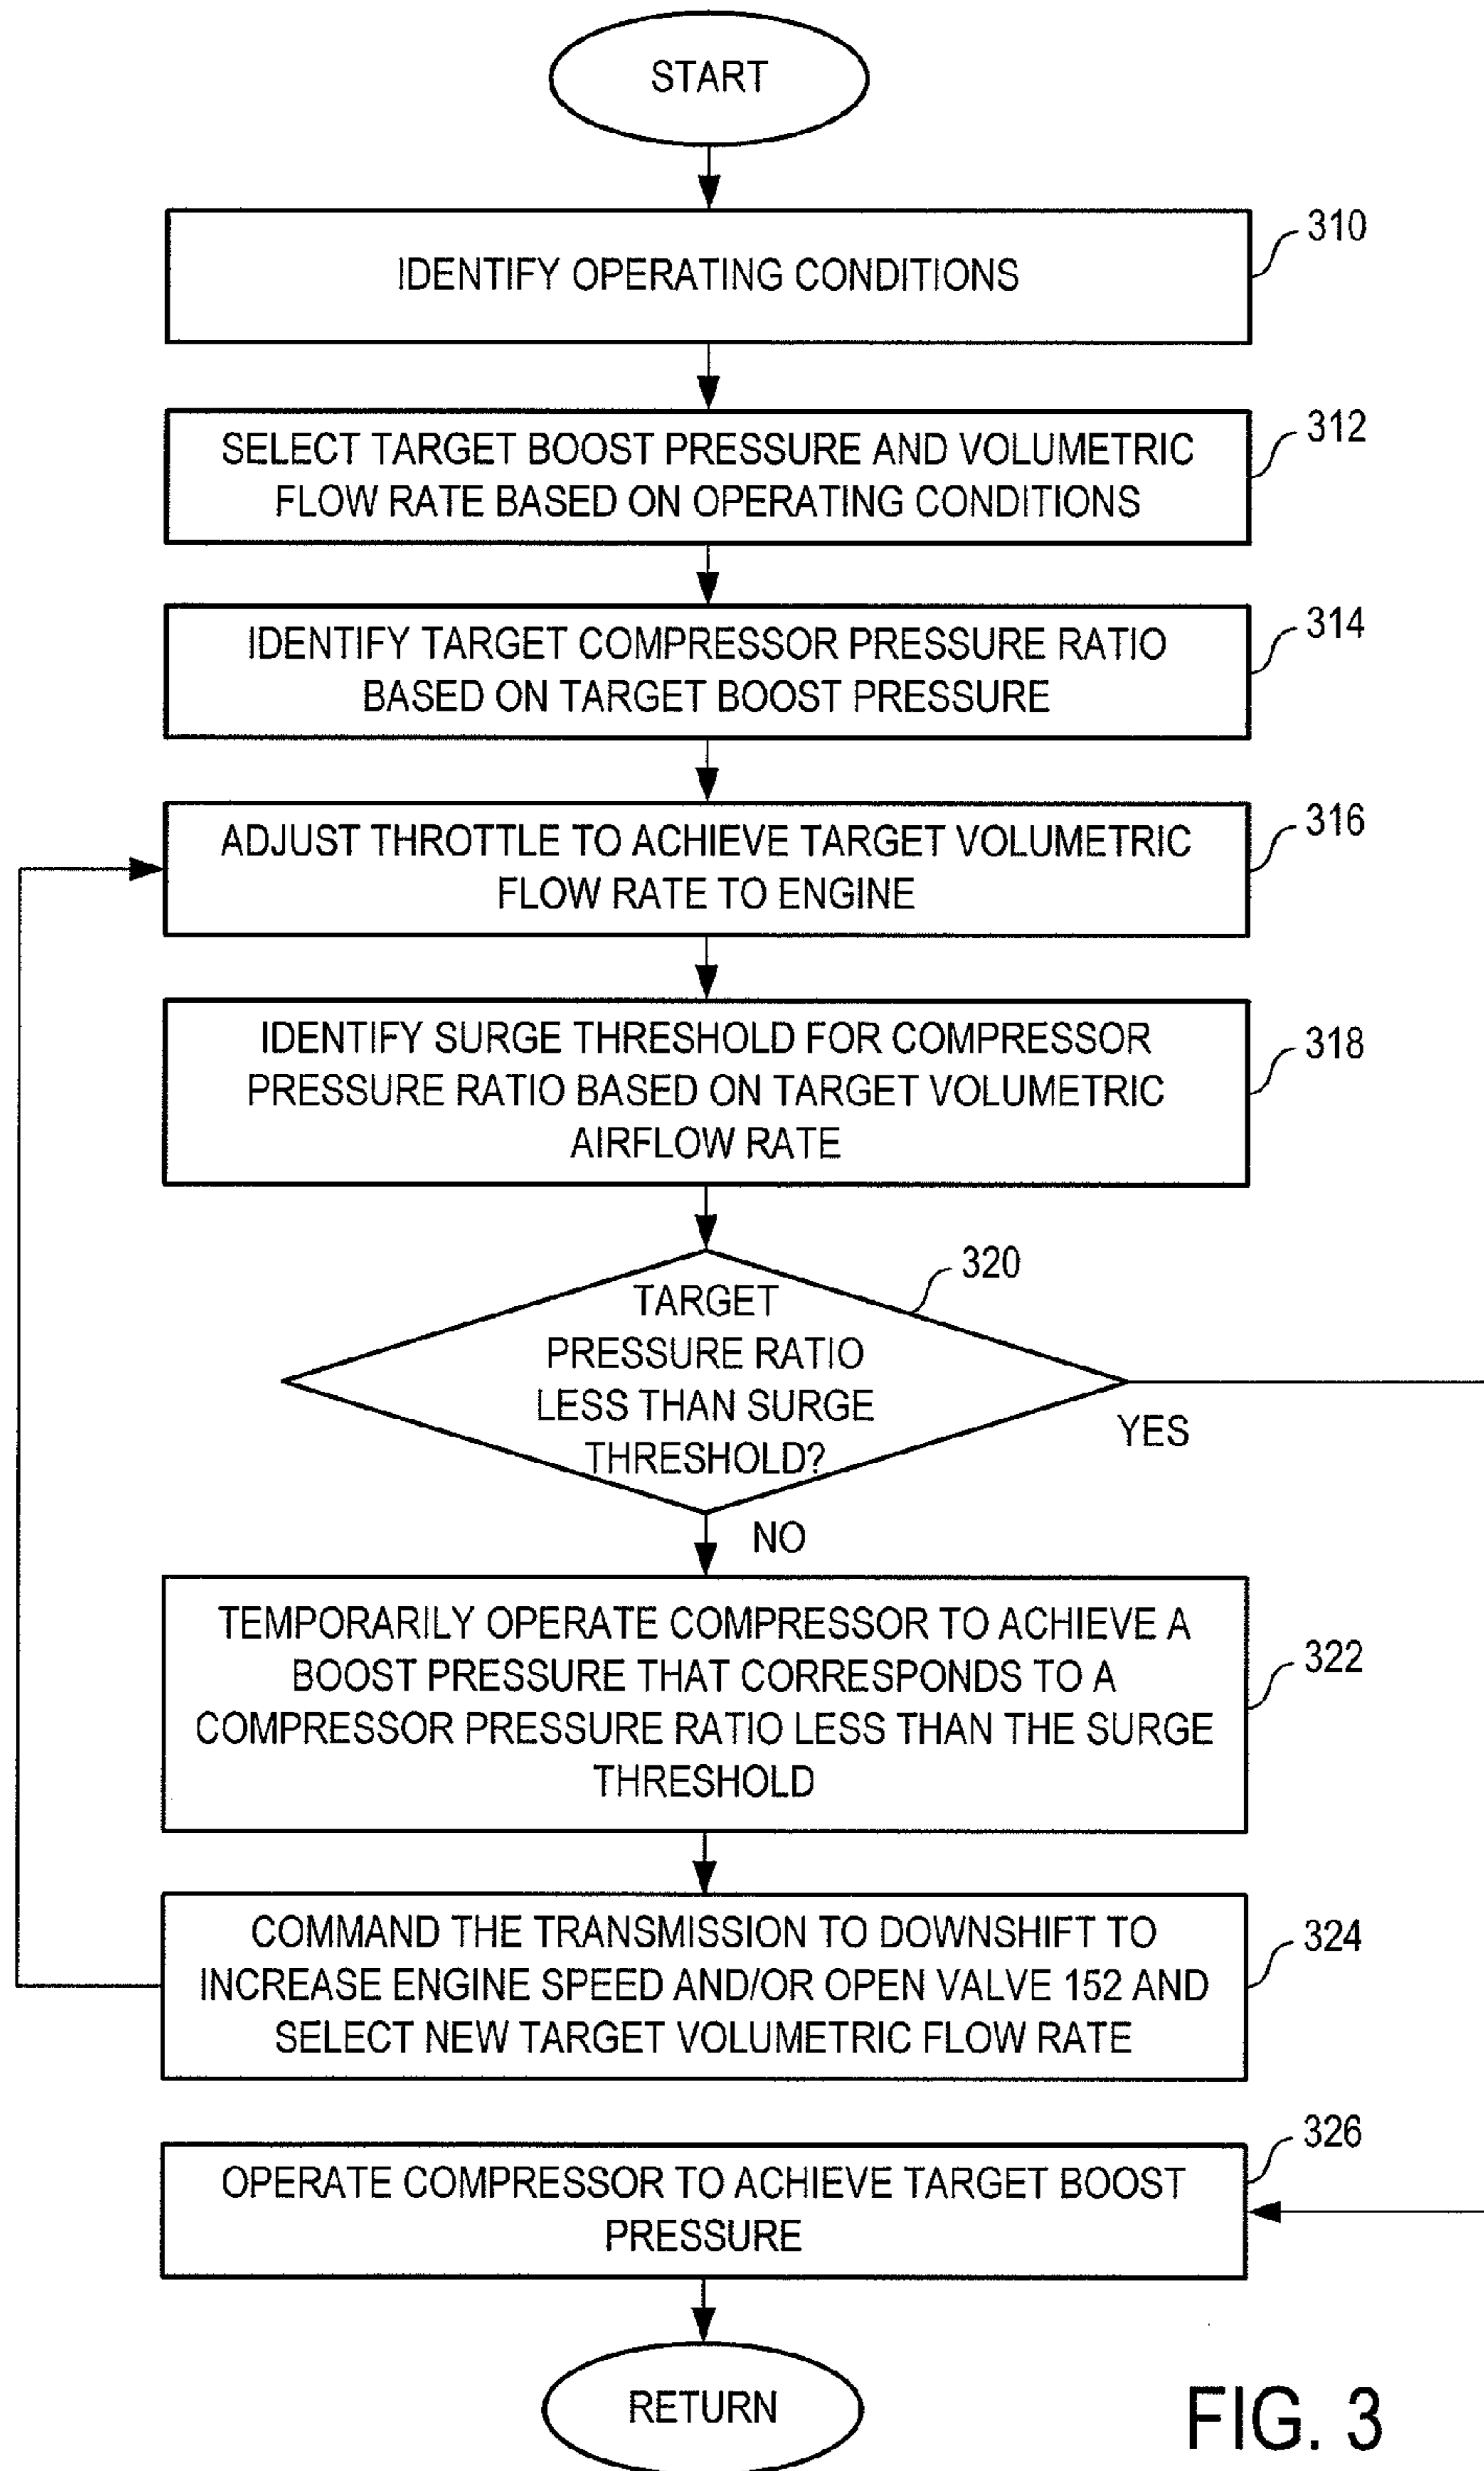 START
310
IDENTIFY OPERATING CONDITIONS
312
SELECT TARGET BOOST PRESSURE AND VOLUMETRIC
FLOW RATE BASED ON OPERATING CONDITIONS
314
IDENTIFY TARGET COMPRESSOR PRESSURE RATIO
BASED ON TARGET BOOST PRESSURE
316
ADJUST THROTTLE TO ACHIEVE TARGET VOLUMETRIC
FLOW RATE TO ENGINE
318
IDENTIFY SURGE THRESHOLD FOR COMPRESSOR
PRESSURE RATIO BASED ON TARGET VOLUMETRIC
AIRFLOW RATE
320
TARGET
PRESSURE RATIO
LESS THAN SURGE
THRESHOLD?
YES
NO
TEMPORARILY OPERATE COMPRESSOR TO ACHIEVE A
BOOST PRESSURE THAT CORRESPONDS TO A
COMPRESSOR PRESSURE RATIO LESS THAN THE SURGE
THRESHOLD
322
COMMAND THE TRANSMISSION TO DOWNSHIFT TO
INCREASE ENGINE SPEED AND/OR OPEN VALVE 152 AND
SELECT NEW TARGET VOLUMETRIC FLOW RATE
324
326
OPERATE COMPRESSOR TO ACHIEVE TARGET BOOST
PRESSURE
RETURN
FIG. 3